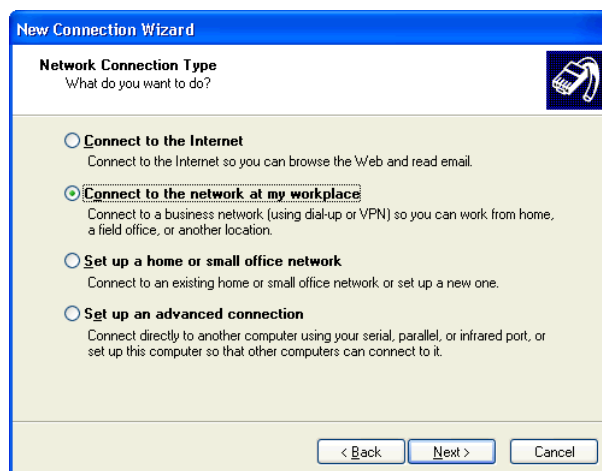 New Connection Wizard
Network Connection Type
What do you want to do?
Connect to the Internet
Connect to the Internet so you can browse the Web and read email.
Connect to the network at my workplace
Connect to a business network (using dial-up or VPN) so you can work from home,
a field office, or another location.
Set up a home or small office network
Connect to an existing home or small office network or set up a new one.
Set up an advanced connection
Connect directly to another computer using your serial, parallel, or infrared port, or
set up this computer so that other computers can connect to it.
< Back Next > Cancel